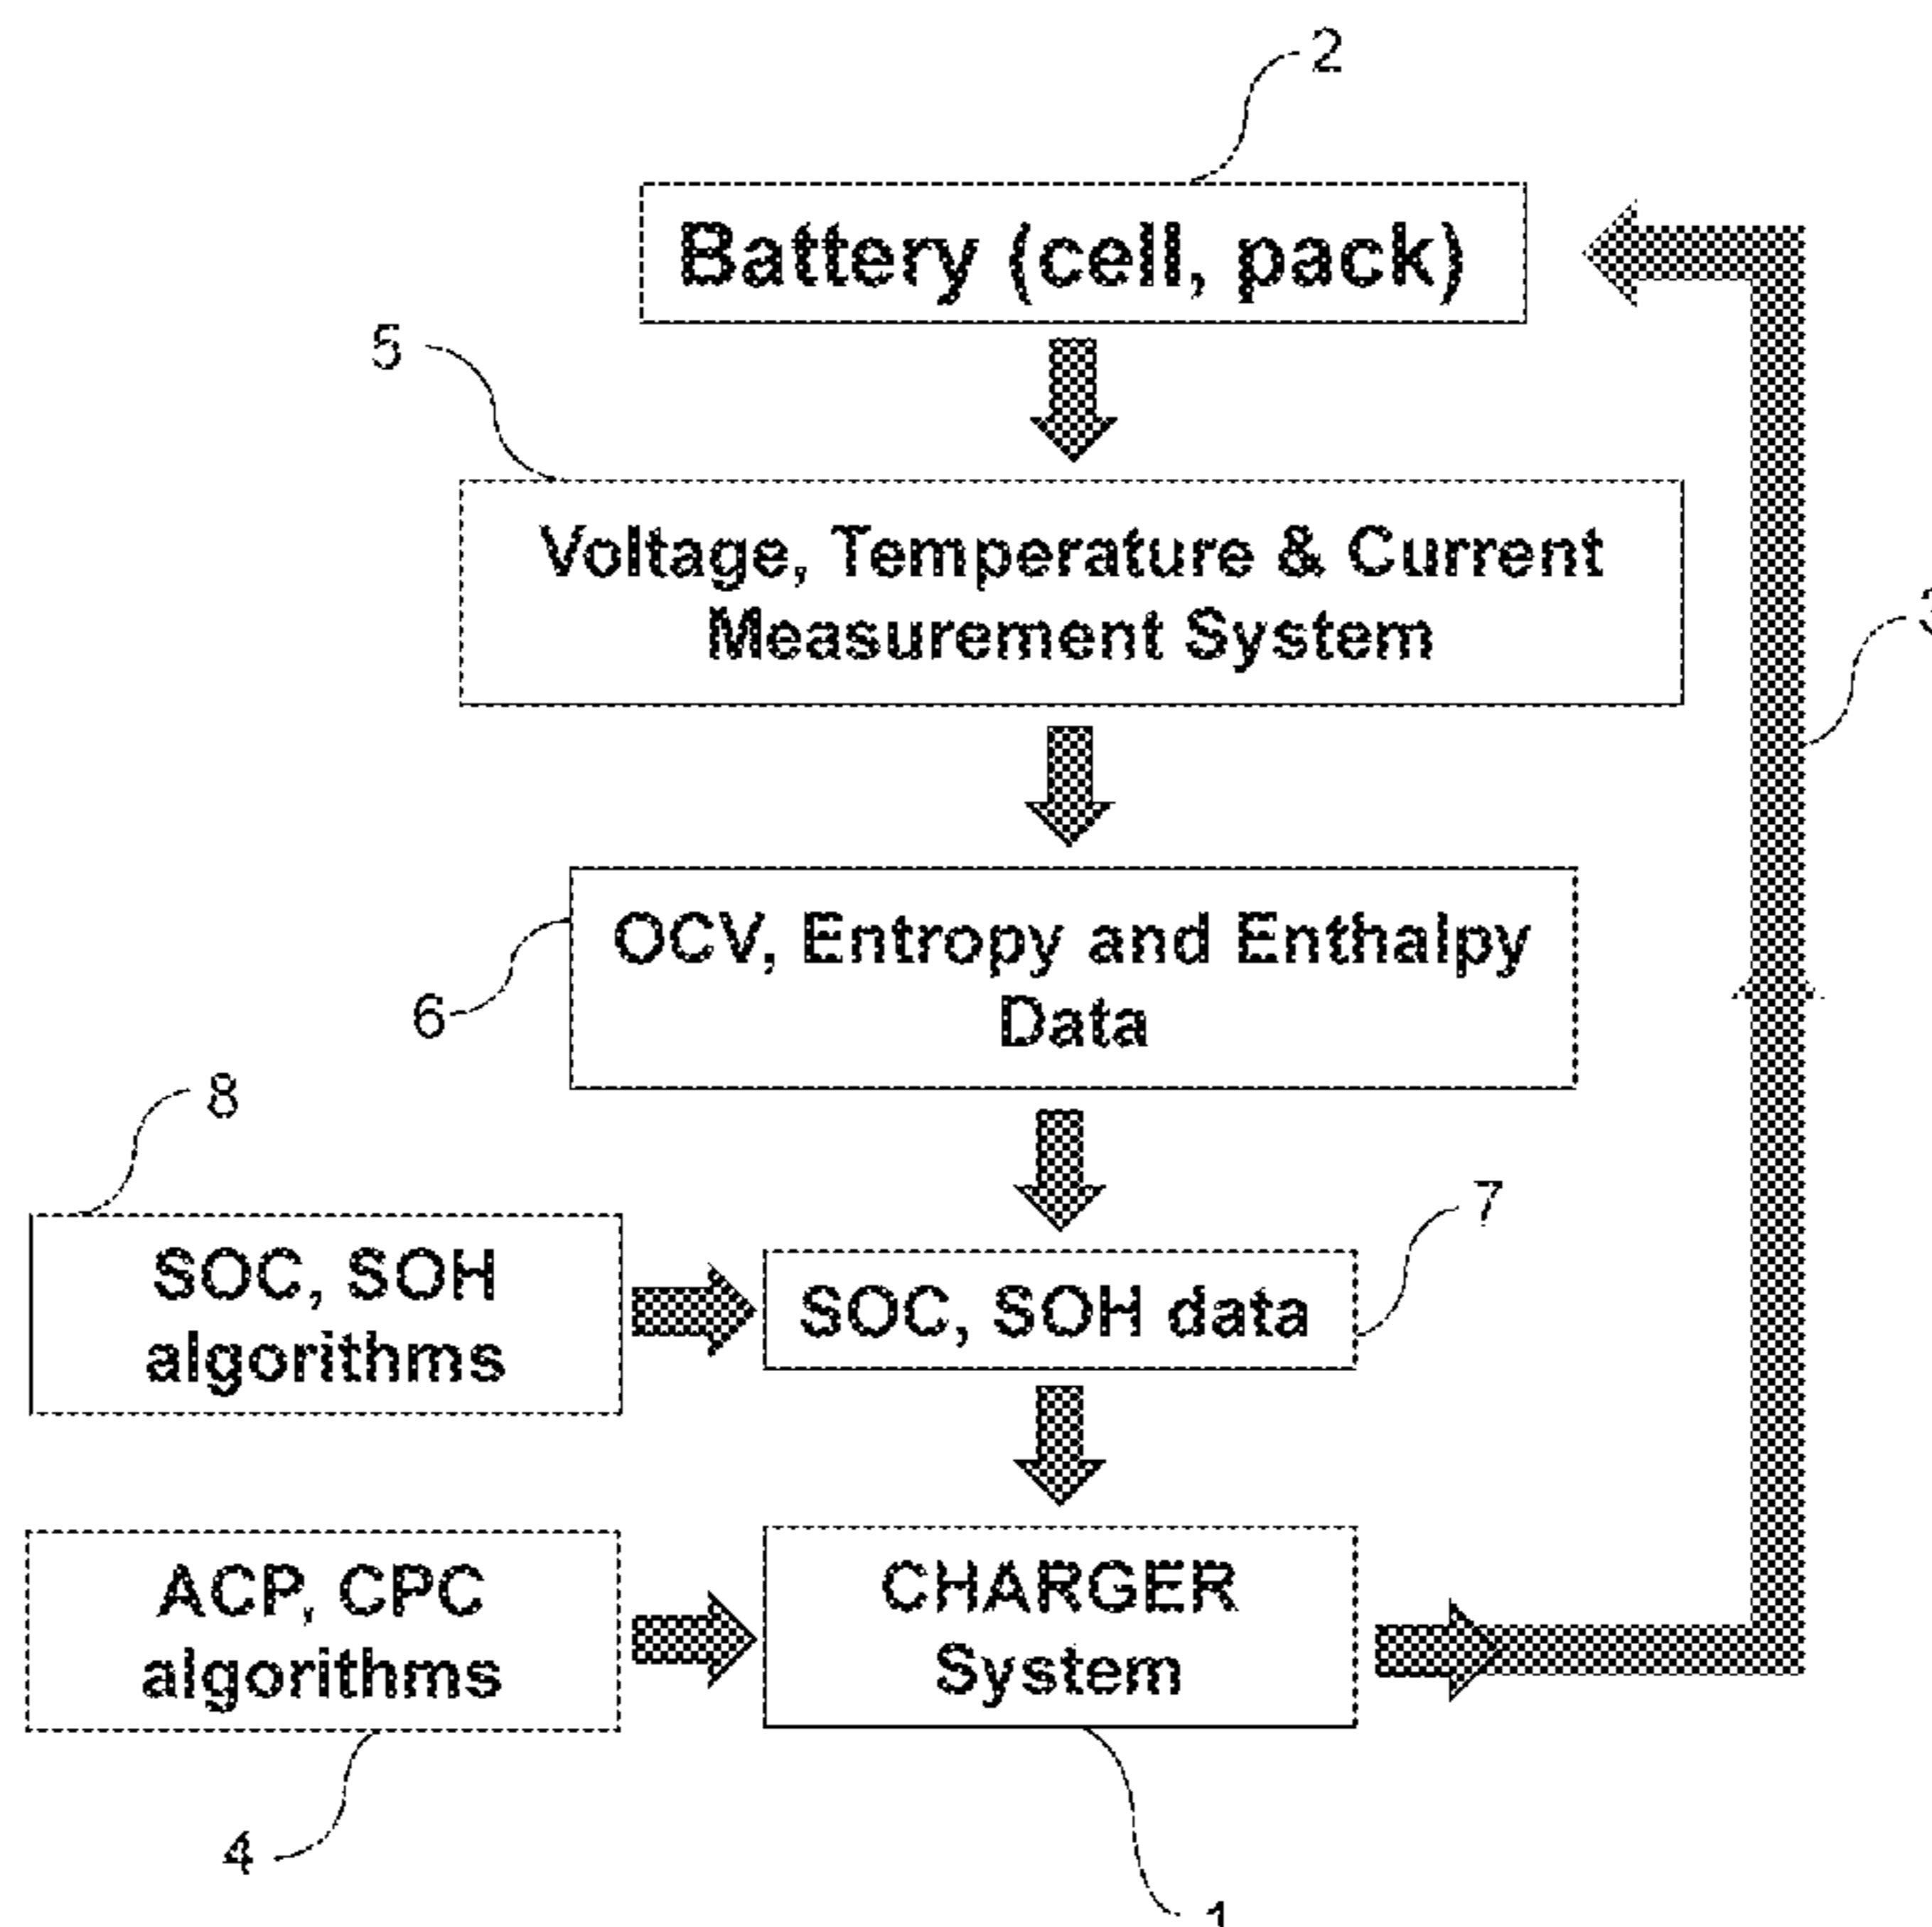 2
Battery (cell, pack)
5
Voltage, Temperature & Current
Measurement System
3
OCV, Entropy and Enthalpy
Data
6
8
7
SOC, SOH
algorithms
SOC, SOH data
ACP, CPC
algorithms
CHARGER
System
4
1